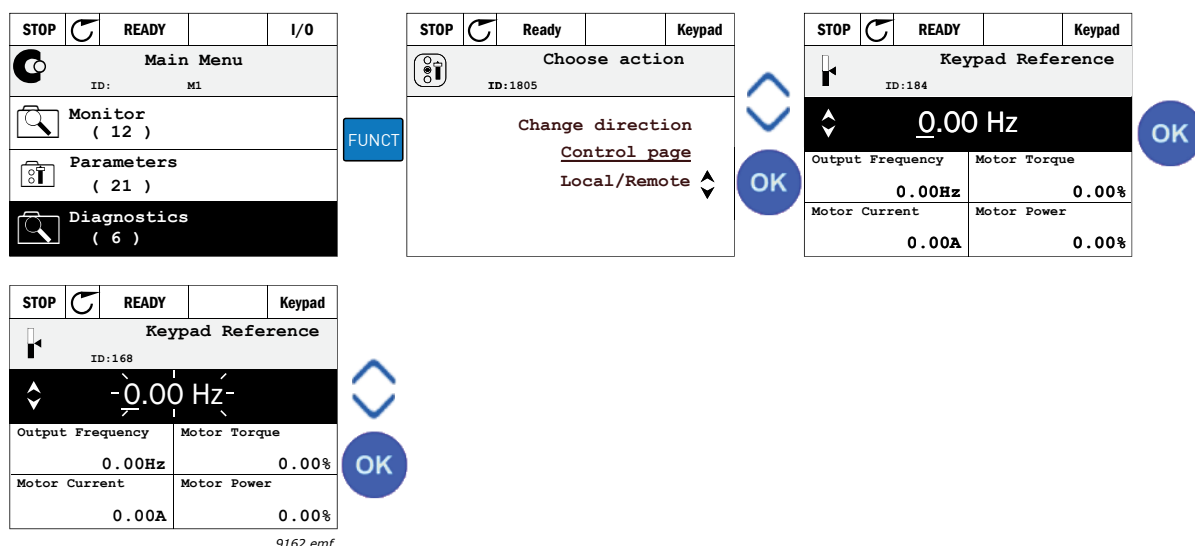 STOP READY I/O
Main Menu
ID: M1
Monitor
( 12 )
Parameters
( 21 )
Diagnostics
( 6 )
FUNCT
STOP Ready Keypad
Choose action
ID:1805
Change direction
Control page
Local/Remote
OK
STOP READY Keypad
Keypad Reference
ID:184
0.00 Hz
Output Frequency Motor Torque
0.00Hz 0.00%
Motor Current Motor Power
0.00A 0.00%
OK
STOP READY Keypad
Keypad Reference
ID:168
0.00 Hz
Output Frequency Motor Torque
0.00Hz 0.00%
Motor Current Motor Power
0.00A 0.00%
OK
9162.emf